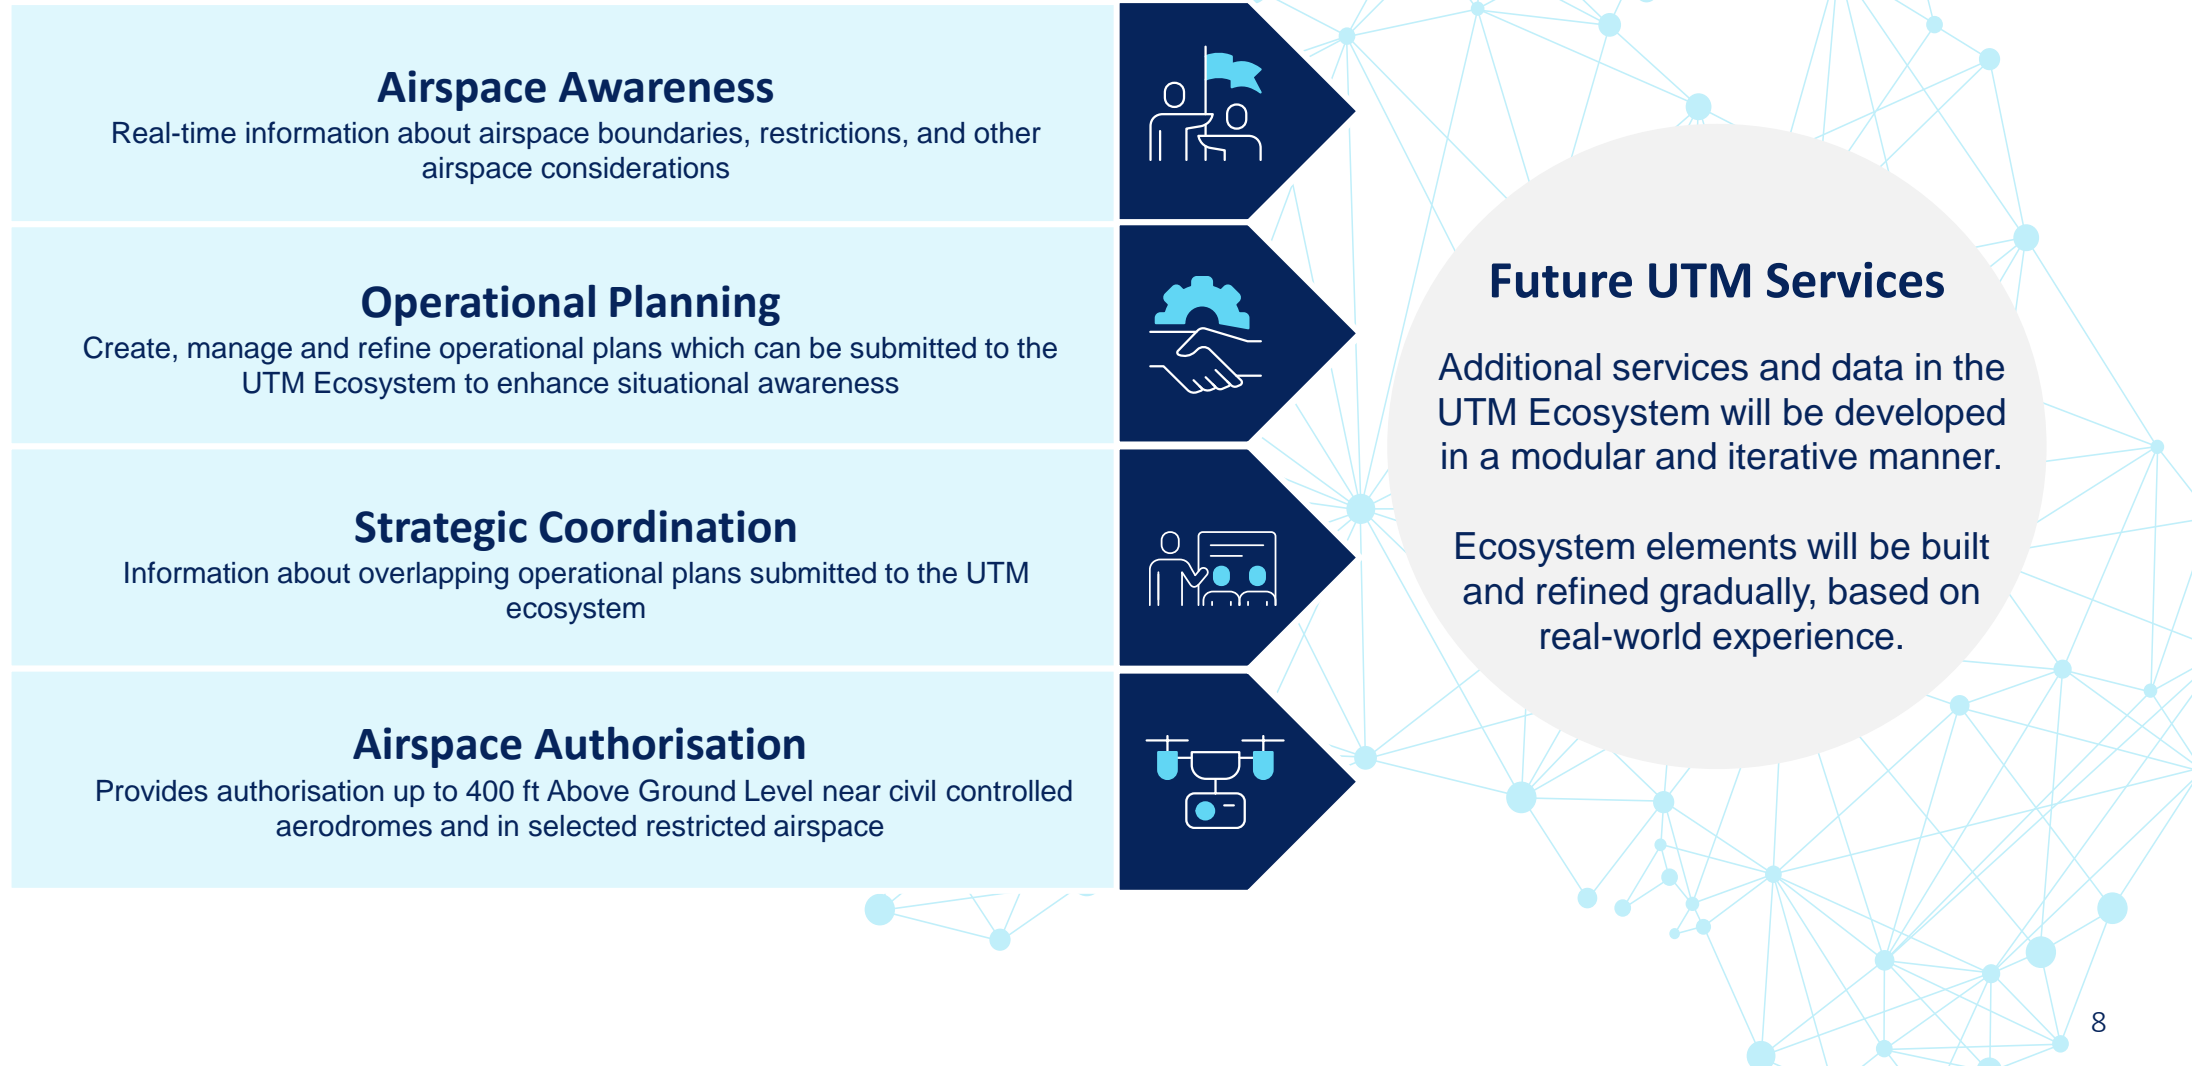 Airspace Awareness
Real-time information about airspace boundaries, restrictions, and other
airspace considerations
Operational Planning
Create, manage and refine operational plans which can be submitted to the
UTM Ecosystem to enhance situational awareness
Strategic Coordination
Information about overlapping operational plans submitted to the UTM
ecosystem
Airspace Authorisation
Provides authorisation up to 400 ft Above Ground Level near civil controlled
aerodromes and in selected restricted airspace
Future UTM Services
Additional services and data in the
UTM Ecosystem will be developed
in a modular and iterative manner.
Ecosystem elements will be built
and refined gradually, based on
real-world experience.
8